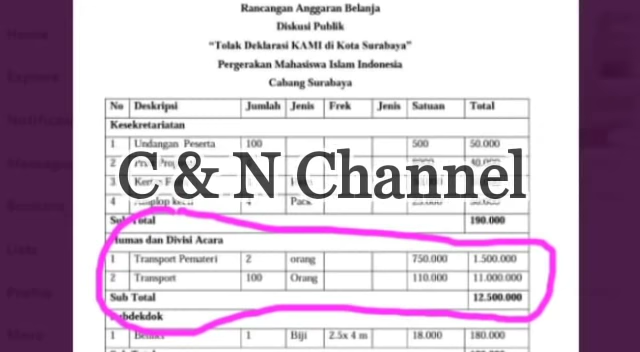 Rancangan Anggaran Belanja
Diskusi Publik
"Tolak Deklarasi KAMI di Kota Surabaya"
Pergerakan Mahasiswa Islam Indonesia
Cabang Surabaya
No Deskripsi Jumlah Jenis Frek Jenis Satuan Total
Kesekretariatan
1 Undangan Peserta 100 500 50.000
2
3
4 Pack
C & N Channel
Sub Total 190.000
Humas dan Divisi Acara
1 Transport Pemateri 2 orang 750.000 1.500.000
2 Transport 100 Orang 110.000 11.000.000
Sub Total 12.500.000
Subdekdok
1 1 Biji 2.5x 4 m 18.000 180.000